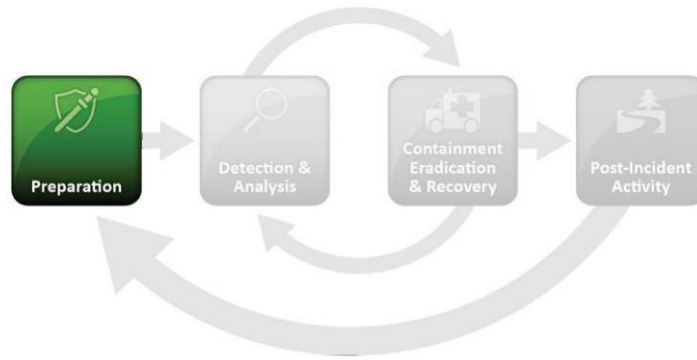 Preparation
Detection &
Analysis
Containment
Eradication
& Recovery
Post-Incident
Activity